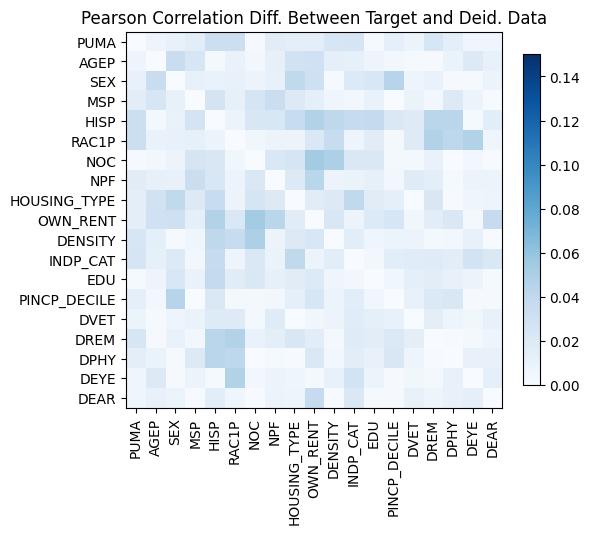 Pearson Correlation Diff. Between Target and Deid. Data
PUMA
AGEP
SEX
MSP
HISP
RAC1P
NOC
NPF
HOUSING_TYPE
OWN_RENT
DENSITY
INDP_CAT
EDU
PINCP_DECILE
DVET
DREM
DPHY
DEYE
DEAR
PUMA
AGEP
SEX
MSP
HISP
RAC1P
NOC
NPF
HOUSING_TYPE
OWN_RENT
DENSITY
INDP_CAT
EDU
PINCP_DECILE
DVET
DREM
DPHY
DEYE
DEAR
0.14
0.12
0.10
0.08
0.06
0.04
0.02
0.00